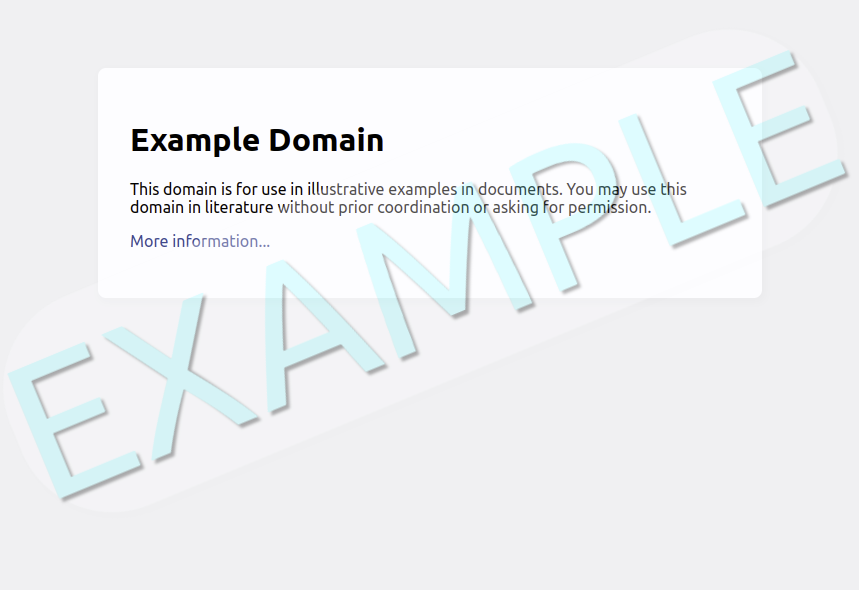 Example Domain
This domain is for use in illustrative examples in documents. You may use this
domain in literature without prior coordination or asking for permission.
More information...
EXAMPLE